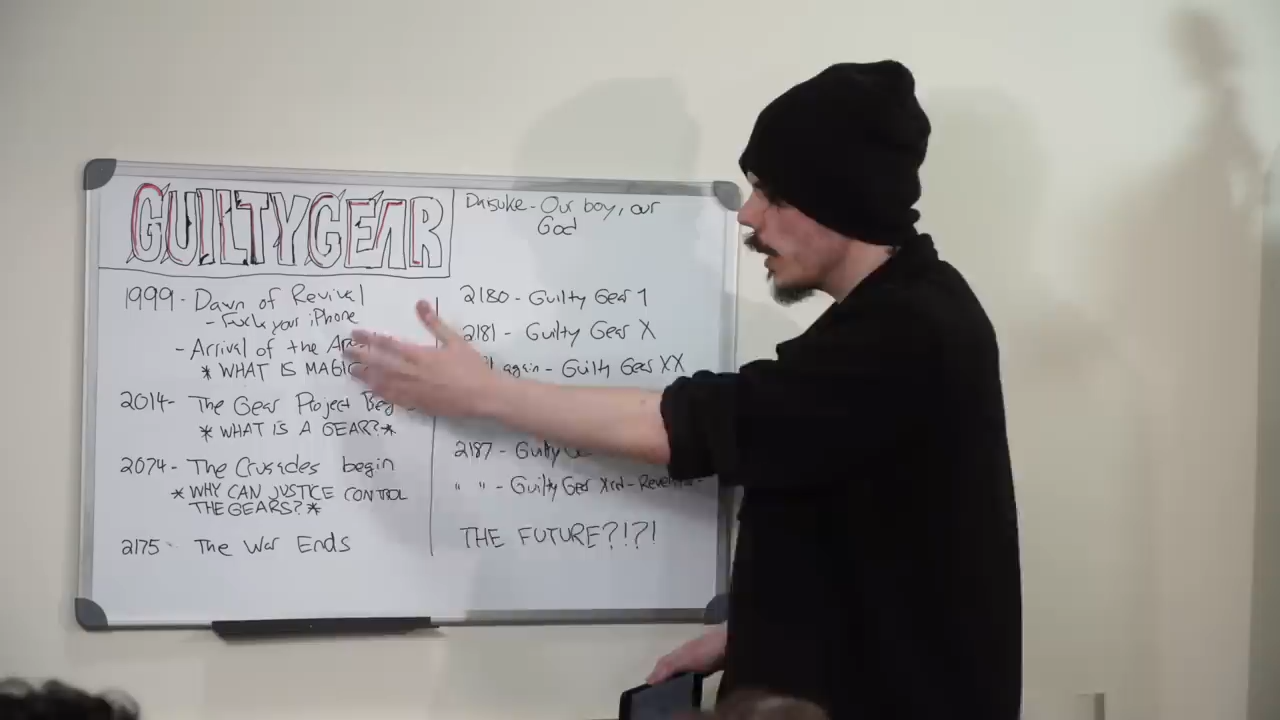 GUILTYGEAR
1999 - Dawn of Revival
- Fuck your iPhone
- Arrival of the
* WHAT IS MAGIC
2014 - The Gear Project
* WHAT IS A GEAR? *
2074 - The Crusades begin
* WHY CAN JUSTICE CONTROL
THE GEARS? *
2175 - The War Ends
Daisuke - Our boy, our
God
2180 - Guilty Gear 1
2181 - Guilty Gear X
again - Guilty Gear XX
2187 - Guilty
" " - Guilty Gear Xrd -
THE FUTURE?!?!